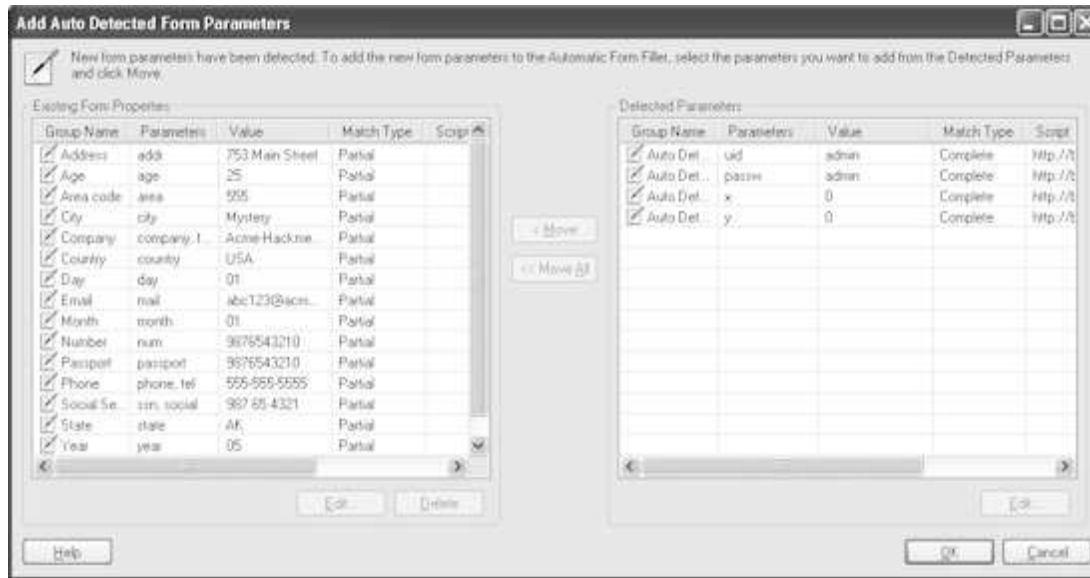 Add Auto Detected Form Parameters
New form parameters have been detected. To add the new form parameters to the Automatic Form Filler, select the parameters you want to add from the Detected Parameters
and click Move.
Existing Form Properties
Group Name Parameters Value Match Type Script
Address addr 753 Main Street Partial
Age age 25 Partial
Area code area 555 Partial
City city Mystery Partial
Company company, t... Acme-Hackme... Partial
Country country USA Partial
Day day 01 Partial
Email mail abc123@acm... Partial
Month month 01 Partial
Number num 9876543210 Partial
Passport passport 9876543210 Partial
Phone phone, tel 555-555-5555 Partial
Social Se... ssn, social 987-65-4321 Partial
State state AK Partial
Year year 05 Partial
Edit... Delete
< Move
<< Move All
Detected Parameters
Group Name Parameters Value Match Type Script
Auto Det... uid admin Complete http://t
Auto Det... passw admin Complete http://t
Auto Det... x 0 Complete http://t
Auto Det... y 0 Complete http://t
Edit...
Help OK Cancel